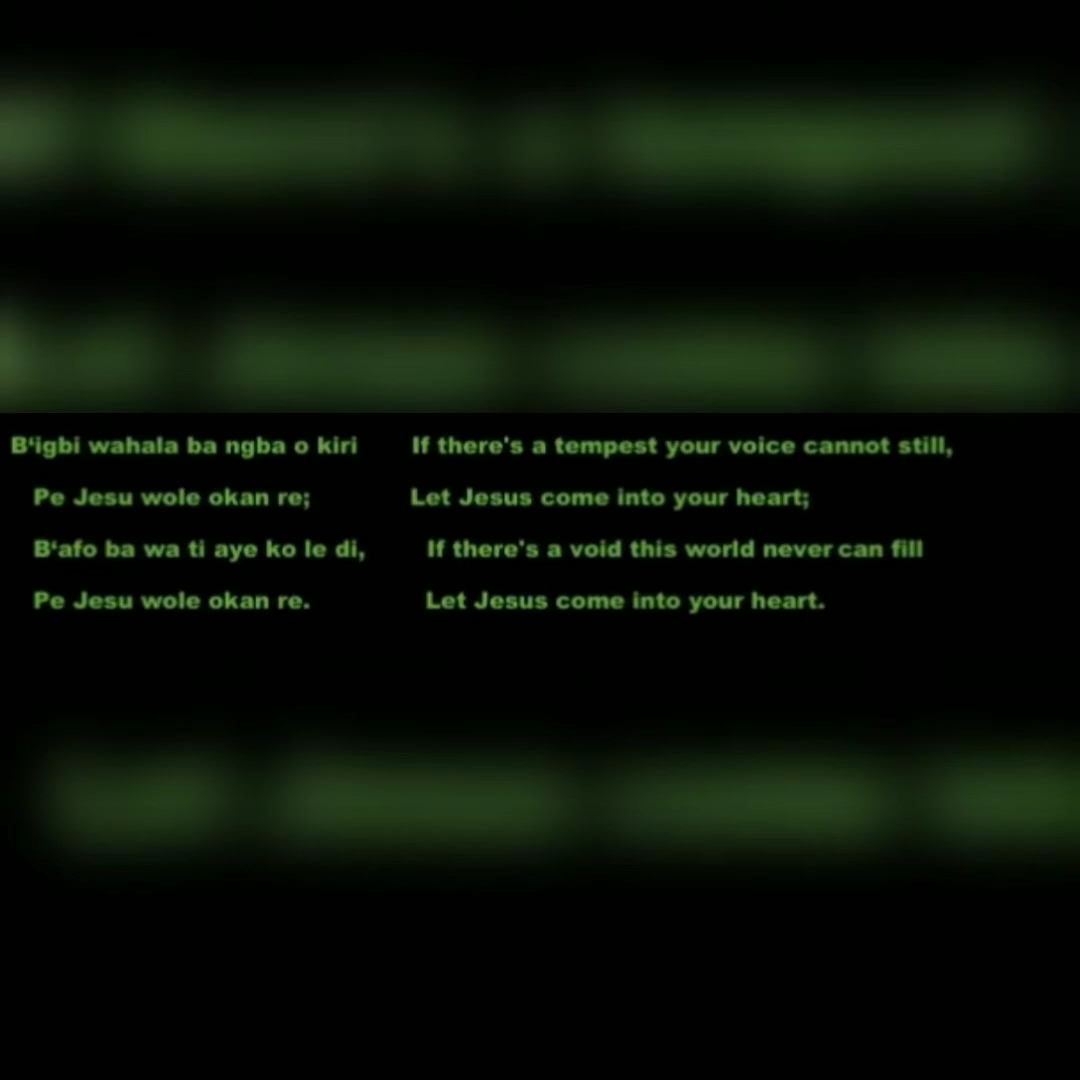 B‘igbi wahala ba ngba o kiri If there's a tempest your voice cannot still,
Pe Jesu wole okan re; Let Jesus come into your heart;
B‘afo ba wa ti aye ko le di, If there's a void this world never can fill
Pe Jesu wole okan re. Let Jesus come into your heart.